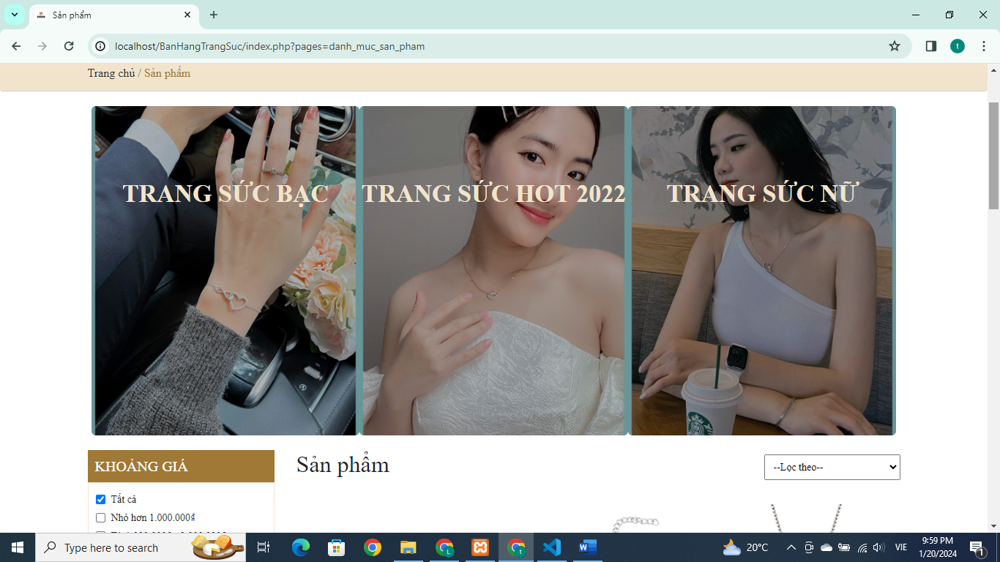 Sản phẩm
localhost/BanHangTrangSuc/index.php?pages=danh_muc_san_pham
t
Trang chủ / Sản phẩm
TRANG SỨC BẠC
TRANG SỨC HOT 2022
TRANG SỨC NỮ
KHOẢNG GIÁ
Sản phẩm
--Lọc theo--
Tất cả
Nhỏ hơn 1.000.000₫
Type here to search
20°C
VIE
9:59 PM
1/20/2024
1